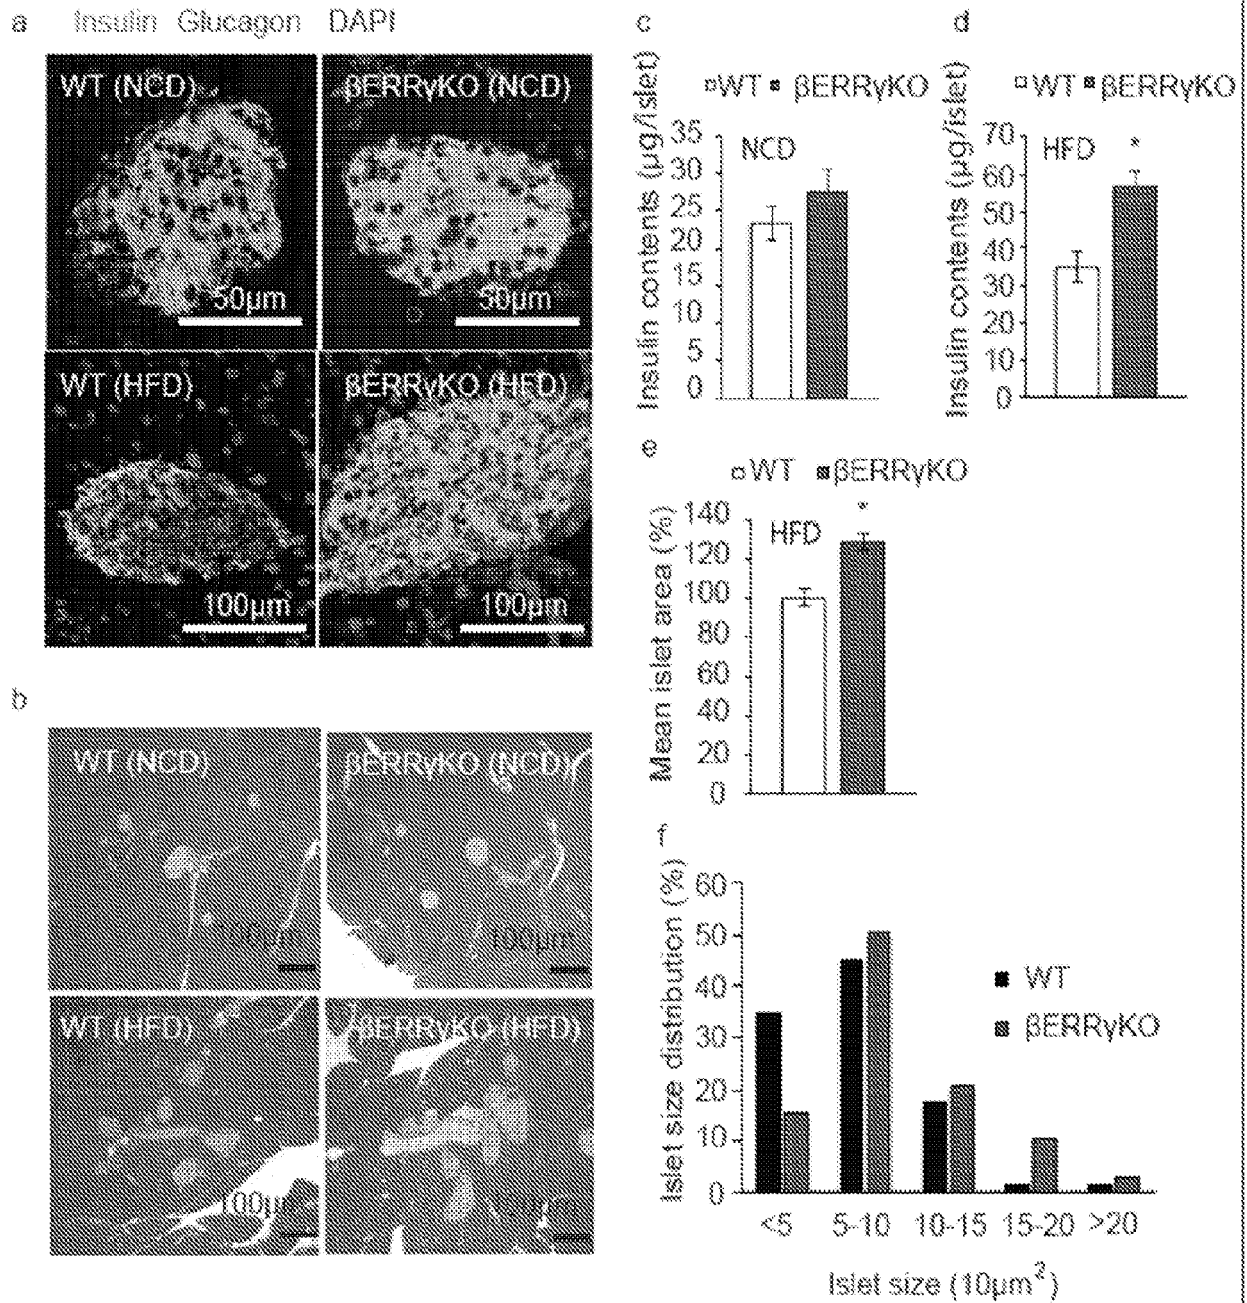 a Insulin Glucagon DAPI
WT (NCD)
βERRγKO (NCD)
50μm
50μm
WT (HFD)
βERRγKO (HFD)
100μm
100μm
b
WT (NCD)
βERRγKO (NCD)
100μm
100μm
WT (HFD)
βERRγKO (HFD)
100μm
c
WT βERRγKO
Insulin contents (μg/islet)
NCD
35
30
25
20
15
10
5
0
d
WT βERRγKO
Insulin contents (μg/islet)
HFD
*
70
60
50
40
30
20
10
0
e
WT βERRγKO
Mean islet area (%)
HFD
*
140
120
100
80
60
40
20
0
f
Islet size distribution (%)
60
50
40
30
20
10
0
WT
βERRγKO
<5 5-10 10-15 15-20 >20
Islet size (10μm²)